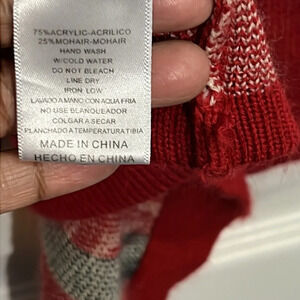 75%ACRYLIC-ACRILICO
25%MOHAIR-MOHAIR
HAND WASH
W/COLD WATER
DO NOT BLEACH
LINE DRY
IRON LOW
LAVADO A MANO CON AQUA FRIA
NO USE BLANQUEADOR
COLGAR A SECAR
PLANCHADO A TEMPERATURA TIBIA
MADE IN CHINA
HECHO EN CHINA